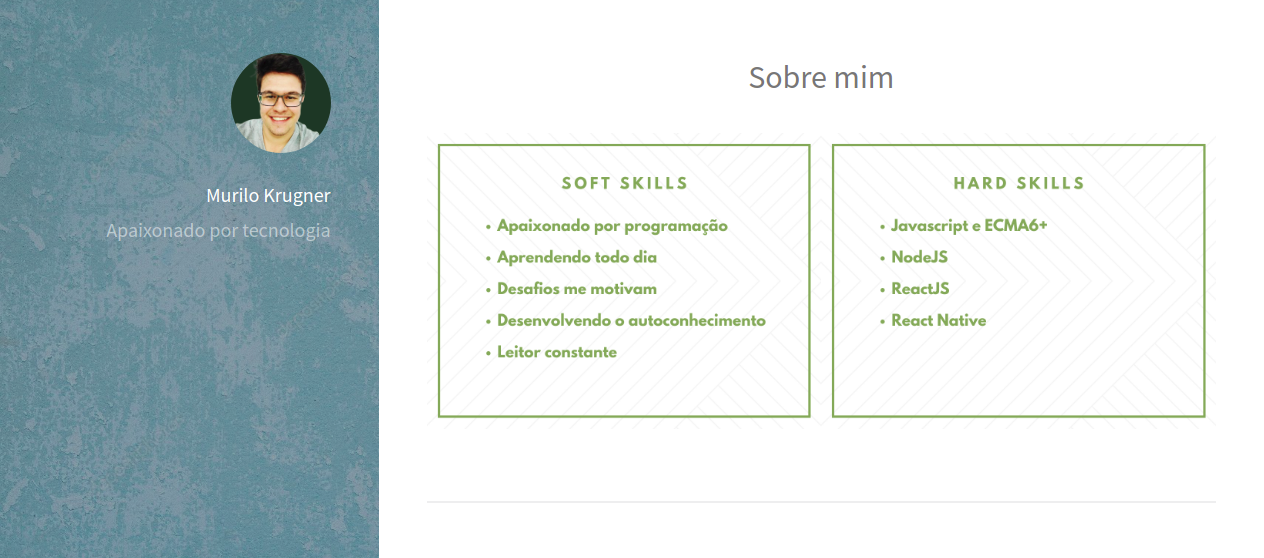 Murilo Krugner
Apaixonado por tecnologia
Sobre mim
SOFT SKILLS
• Apaixonado por programação
• Aprendendo todo dia
• Desafios me motivam
• Desenvolvendo o autoconhecimento
• Leitor constante
HARD SKILLS
• Javascript e ECMA6+
• NodeJS
• ReactJS
• React Native